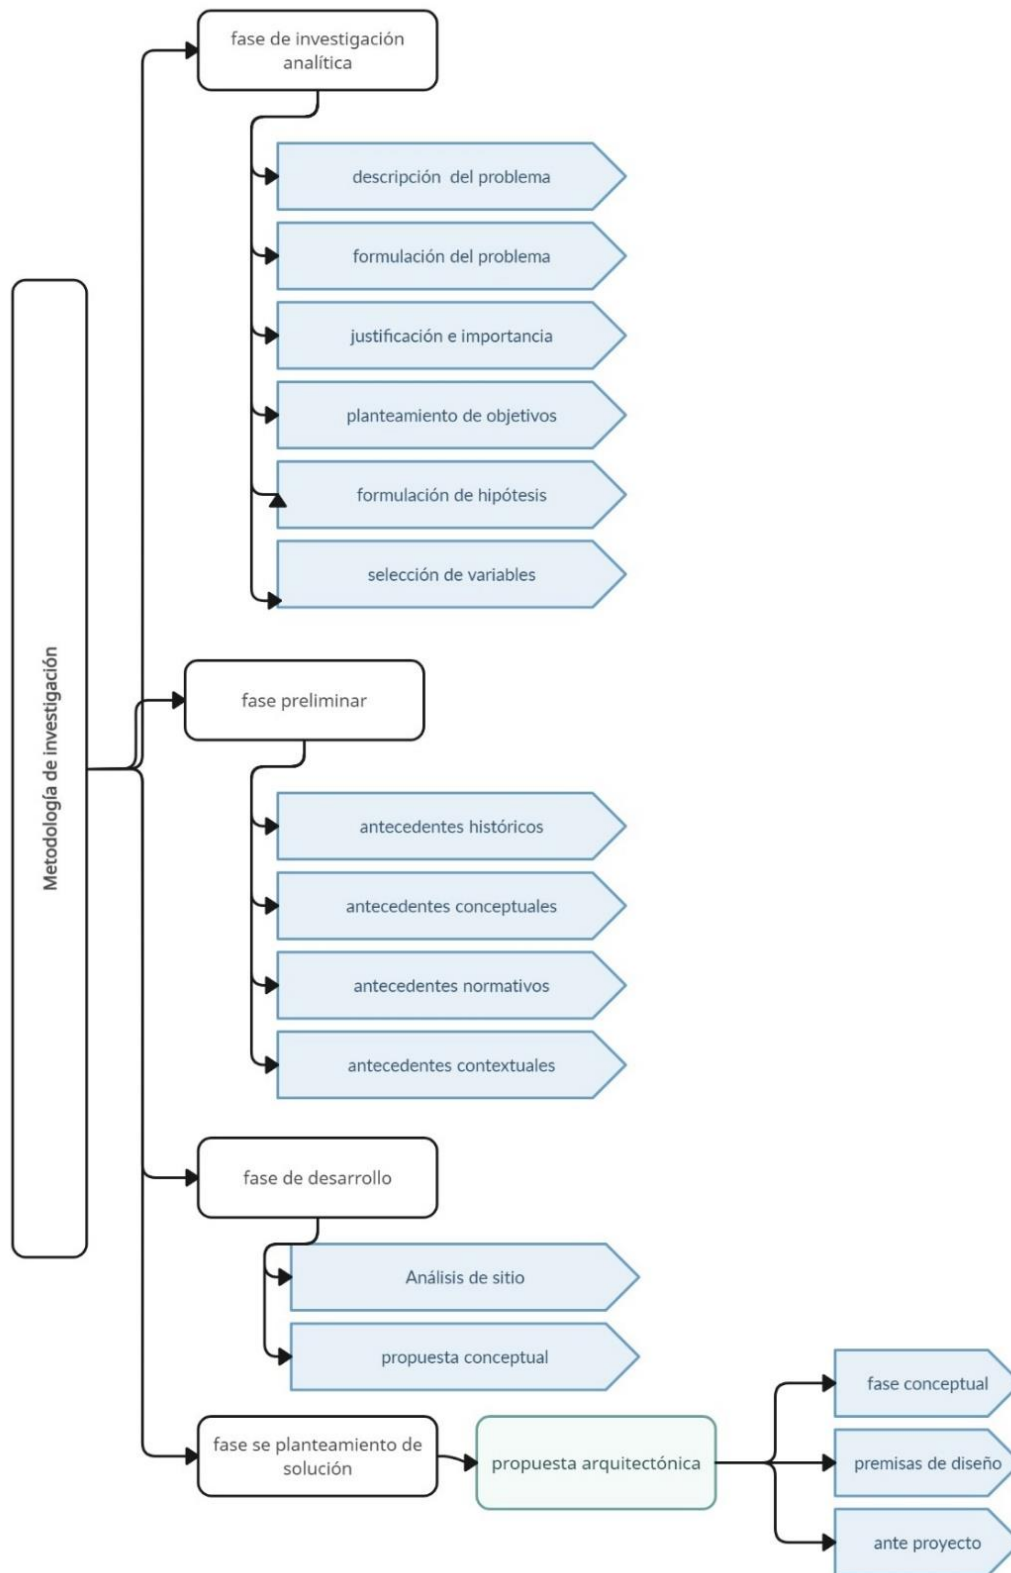 fase de investigación
analítica
descripción  del problema
formulación del problema
justificación e importancia
planteamiento de objetivos
formulación de hipótesis
selección de variables
Metodología de investigación
fase preliminar
antecedentes históricos
antecedentes conceptuales
antecedentes normativos
antecedentes contextuales
fase de desarrollo
Análisis de sitio
propuesta conceptual
fase se planteamiento de
solución
propuesta arquitectónica
fase conceptual
premisas de diseño
ante proyecto